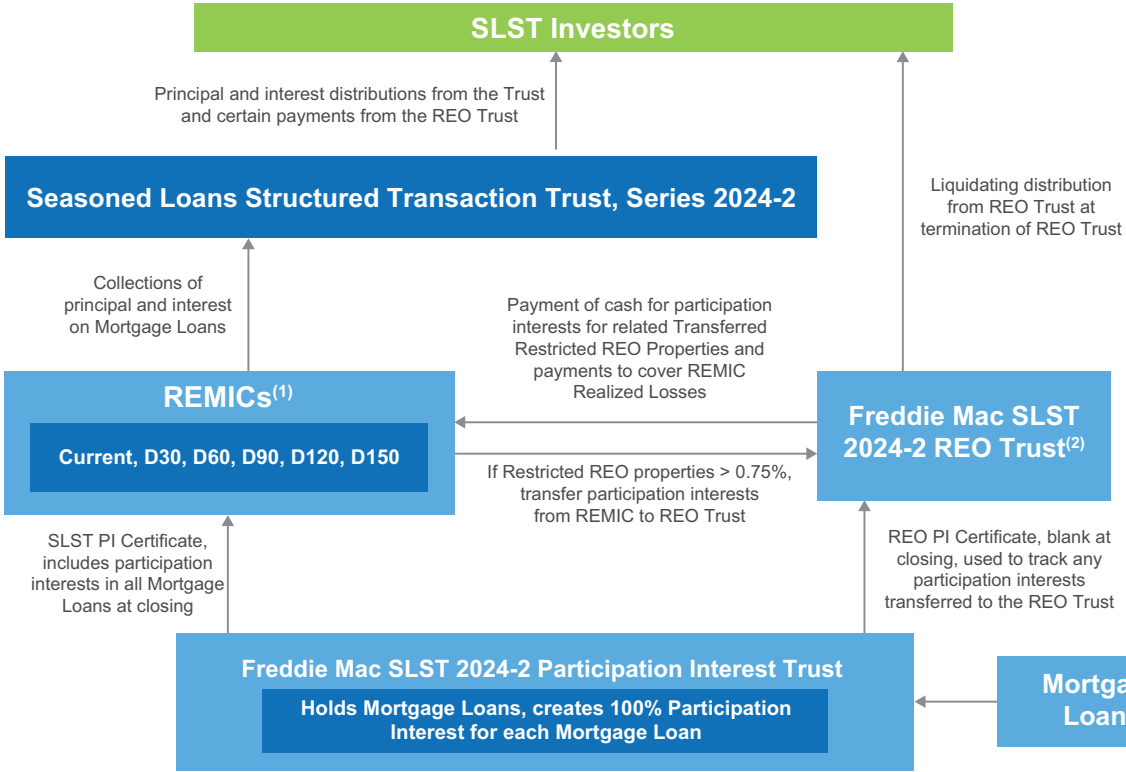 SLST Investors
Principal and interest distributions from the Trust
and certain payments from the REO Trust
Seasoned Loans Structured Transaction Trust, Series 2024-2
Liquidating distribution
from REO Trust at
termination of REO Trust
Collections of
principal and interest
on Mortgage Loans
Payment of cash for participation
interests for related Transferred
Restricted REO Properties and
payments to cover REMIC
Realized Losses
REMICs(1)
Current, D30, D60, D90, D120, D150
Freddie Mac SLST
2024-2 REO Trust(2)
If Restricted REO properties > 0.75%,
transfer participation interests
from REMIC to REO Trust
SLST PI Certificate,
includes participation
interests in all Mortgage
Loans at closing
REO PI Certificate, blank at
closing, used to track any
participation interests
transferred to the REO Trust
Freddie Mac SLST 2024-2 Participation Interest Trust
Holds Mortgage Loans, creates 100% Participation
Interest for each Mortgage Loan